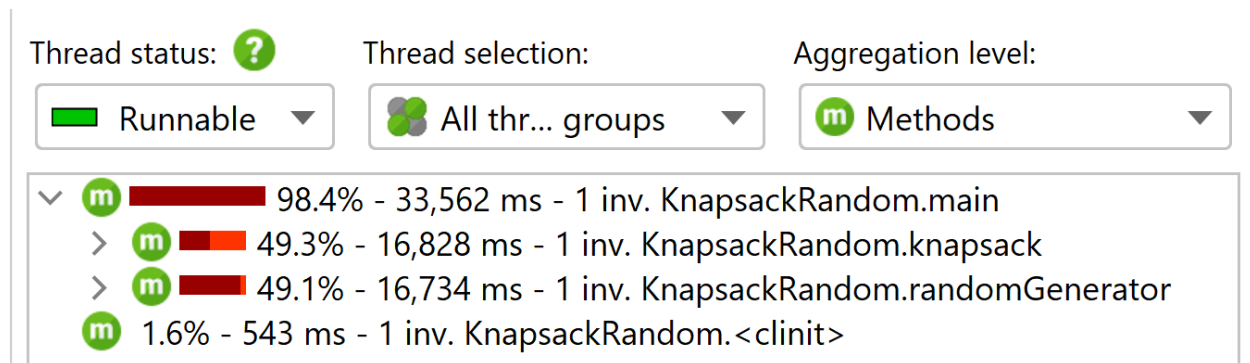 Thread status: ? Thread selection: Aggregation level:
Runnable All thr... groups m Methods
m 98.4% - 33,562 ms - 1 inv. KnapsackRandom.main
m 49.3% - 16,828 ms - 1 inv. KnapsackRandom.knapsack
m 49.1% - 16,734 ms - 1 inv. KnapsackRandom.randomGenerator
m 1.6% - 543 ms - 1 inv. KnapsackRandom.<clinit>